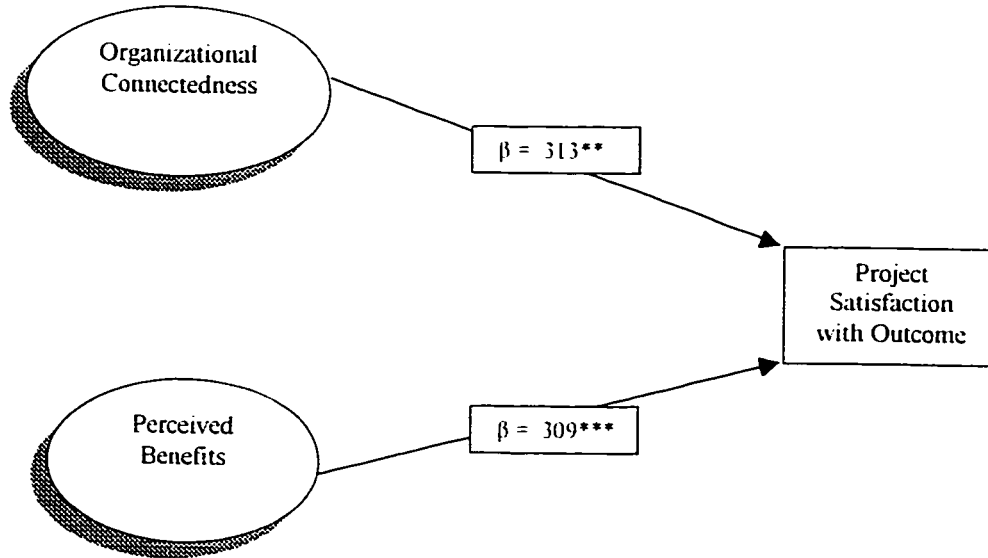 Organizational
Connectedness
β = 313**
Project
Satisfaction
with Outcome
Perceived
Benefits
β = 309***